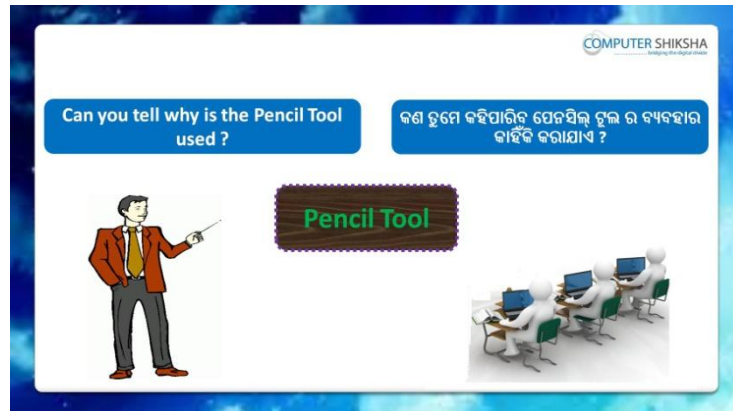 COMPUTER SHIKSHA
bridging the digital divide
Can you tell why is the Pencil Tool
used ?
କଣ ତୁମେ କହିପାରିବ ପେନସିଲ୍ ଟୁଲ ର ବ୍ୟବହାର
କାହିଁକି କରାଯାଏ ?
Pencil Tool